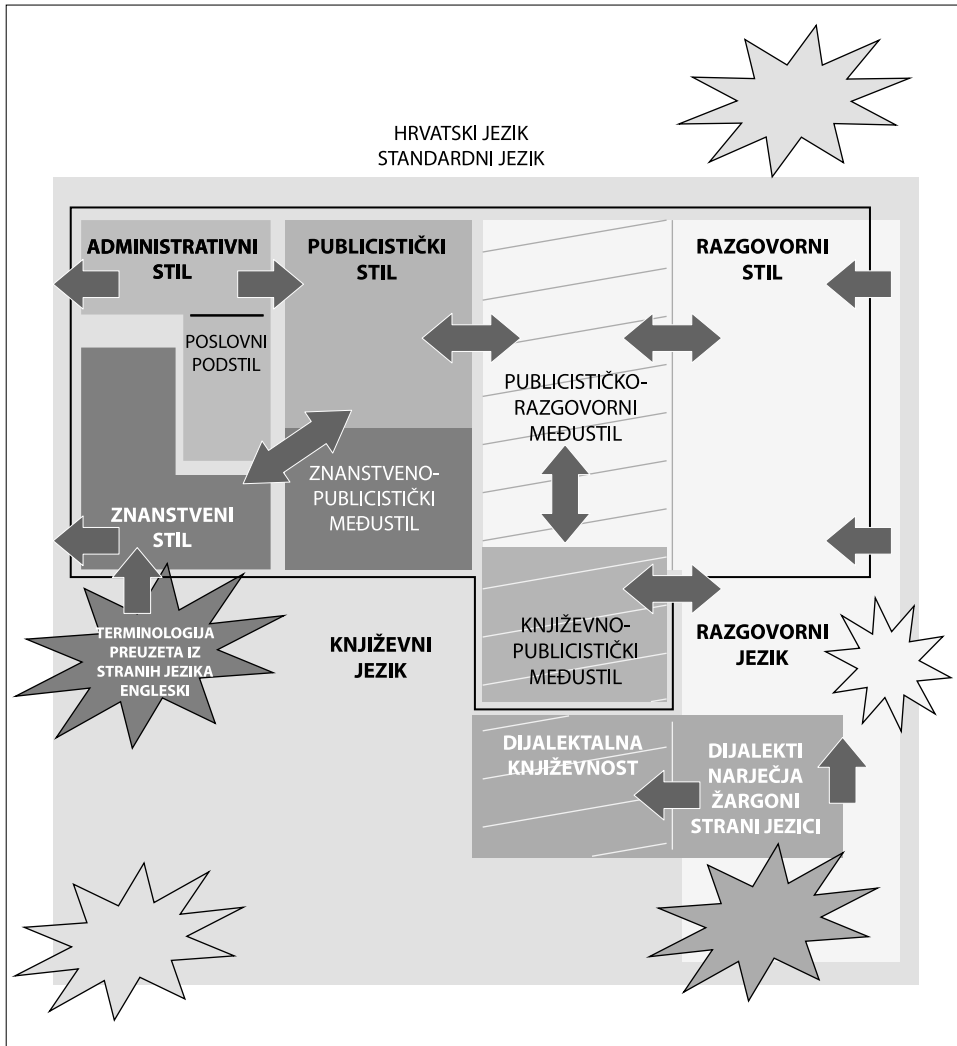 HRVATSKI JEZIK
STANDARDNI JEZIK
ADMINISTRATIVNI
STIL
PUBLICISTIČKI
STIL
RAZGOVORNI
STIL
POSLOVNI
PODSTIL
PUBLICISTIČKO-
RAZGOVORNI
MEĐUSTIL
ZNANSTVENO-
PUBLICISTIČKI
MEĐUSTIL
ZNANSTVENI
STIL
TERMINOLOGIJA
PREUZETA IZ
STRANIH JEZIKA
ENGLESKI
KNJIŽEVNI
JEZIK
KNJIŽEVNO-
PUBLICISTIČKI
MEĐUSTIL
RAZGOVORNI
JEZIK
DIJALEKTALNA
KNJIŽEVNOST
DIJALEKTI
NARJEČJA
ŽARGONI
STRANI JEZICI